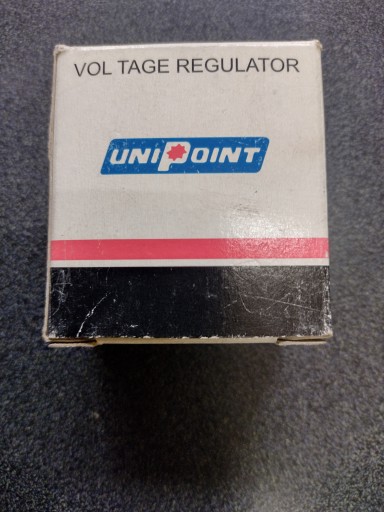 VOL TAGE REGULATOR
UNIPOINT